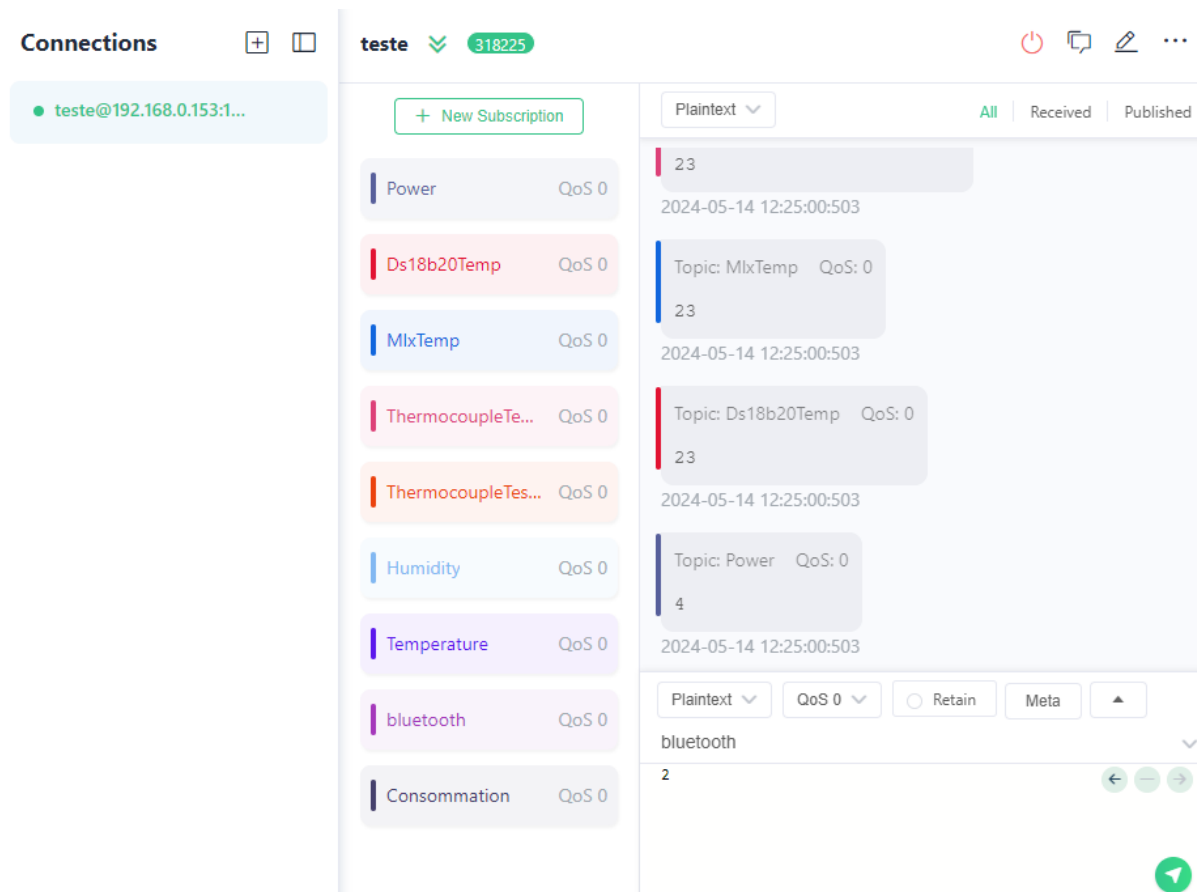 Connections
teste@192.168.0.153:1...
teste 318225
+ New Subscription
Power QoS 0
Ds18b20Temp QoS 0
MlxTemp QoS 0
ThermocoupleTe... QoS 0
ThermocoupleTes... QoS 0
Humidity QoS 0
Temperature QoS 0
bluetooth QoS 0
Consommation QoS 0
Plaintext All Received Published
23
2024-05-14 12:25:00:503
Topic: MlxTemp QoS: 0
23
2024-05-14 12:25:00:503
Topic: Ds18b20Temp QoS: 0
23
2024-05-14 12:25:00:503
Topic: Power QoS: 0
4
2024-05-14 12:25:00:503
Plaintext QoS 0 Retain Meta
bluetooth
2